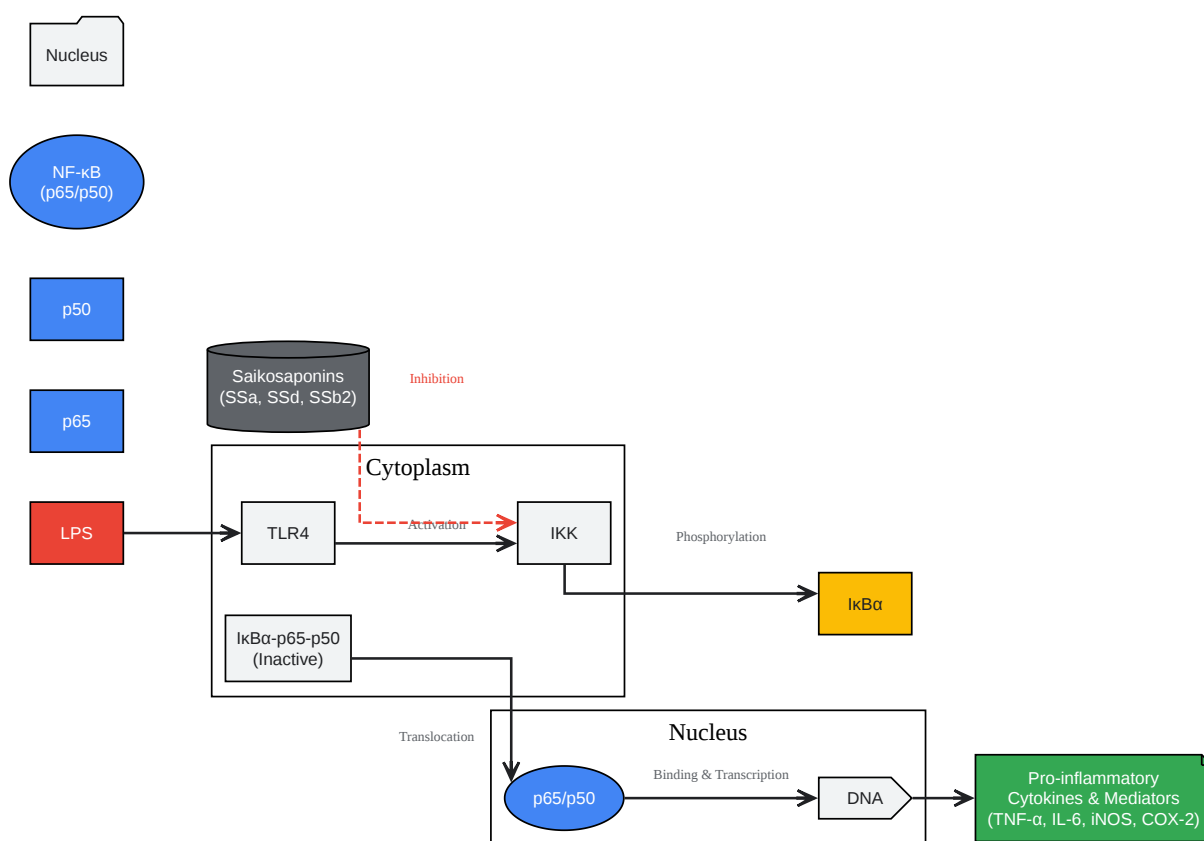 Nucleus
NF-κB
(p65/p50)
p50
p65
Saikosaponins
(SSa, SSd, SSb2)
Inhibition
Cytoplasm
LPS
TLR4
Activation
IKK
Phosphorylation
IκBα
IκBα-p65-p50
(Inactive)
Translocation
Nucleus
p65/p50
Binding & Transcription
DNA
Pro-inflammatory
Cytokines & Mediators
(TNF-α, IL-6, iNOS, COX-2)